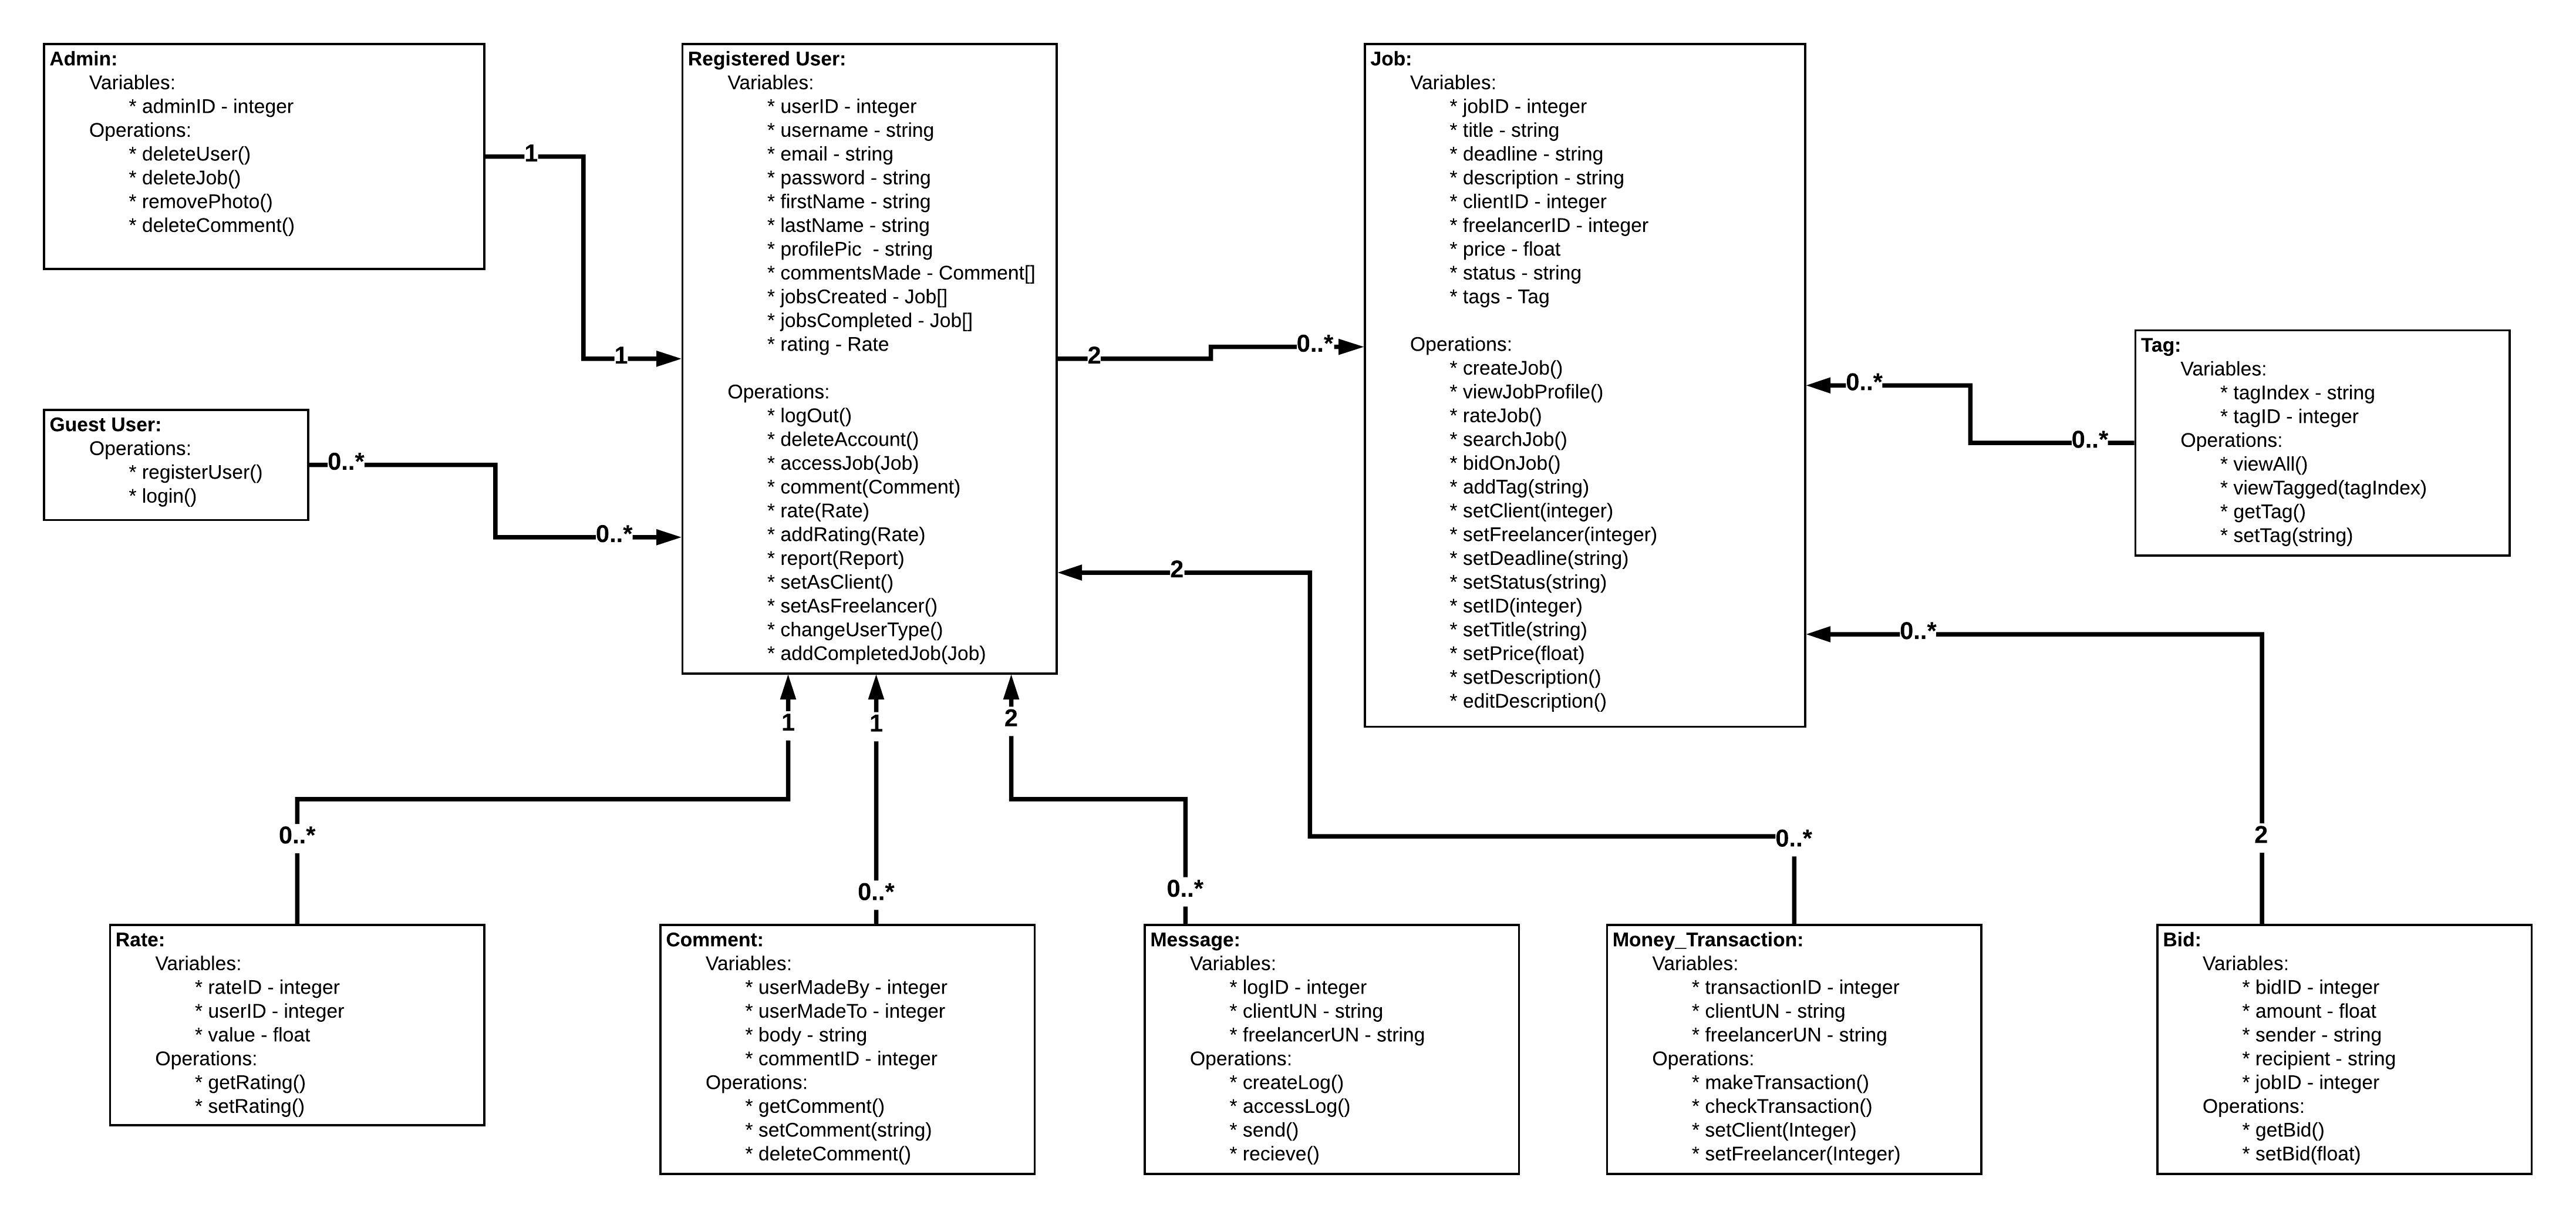 Admin:
Variables:
* adminID - integer
Operations:
* deleteUser()
* deleteJob()
* removePhoto()
* deleteComment()
1
1
Guest User:
Operations:
* registerUser()
* login()
0..*
0..*
Registered User:
Variables:
* userID - integer
* username - string
* email - string
* password - string
* firstName - string
* lastName - string
* profilePic  - string
* commentsMade - Comment[]
* jobsCreated - Job[]
* jobsCompleted - Job[]
* rating - Rate
Operations:
* logOut()
* deleteAccount()
* accessJob(Job)
* comment(Comment)
* rate(Rate)
* addRating(Rate)
* report(Report)
* setAsClient()
* setAsFreelancer()
* changeUserType()
* addCompletedJob(Job)
2
0..*
2
Job:
Variables:
* jobID - integer
* title - string
* deadline - string
* description - string
* clientID - integer
* freelancerID - integer
* price - float
* status - string
* tags - Tag
Operations:
* createJob()
* viewJobProfile()
* rateJob()
* searchJob()
* bidOnJob()
* addTag(string)
* setClient(integer)
* setFreelancer(integer)
* setDeadline(string)
* setStatus(string)
* setID(integer)
* setTitle(string)
* setPrice(float)
* setDescription()
* editDescription()
0..*
0..*
Tag:
Variables:
* tagIndex - string
* tagID - integer
Operations:
* viewAll()
* viewTagged(tagIndex)
* getTag()
* setTag(string)
0..*
1
1
2
0..*
0..*
0..*
0..*
2
Rate:
Variables:
* rateID - integer
* userID - integer
* value - float
Operations:
* getRating()
* setRating()
Comment:
Variables:
* userMadeBy - integer
* userMadeTo - integer
* body - string
* commentID - integer
Operations:
* getComment()
* setComment(string)
* deleteComment()
Message:
Variables:
* logID - integer
* clientUN - string
* freelancerUN - string
Operations:
* createLog()
* accessLog()
* send()
* recieve()
Money_Transaction:
Variables:
* transactionID - integer
* clientUN - string
* freelancerUN - string
Operations:
* makeTransaction()
* checkTransaction()
* setClient(Integer)
* setFreelancer(Integer)
Bid:
Variables:
* bidID - integer
* amount - float
* sender - string
* recipient - string
* jobID - integer
Operations:
* getBid()
* setBid(float)